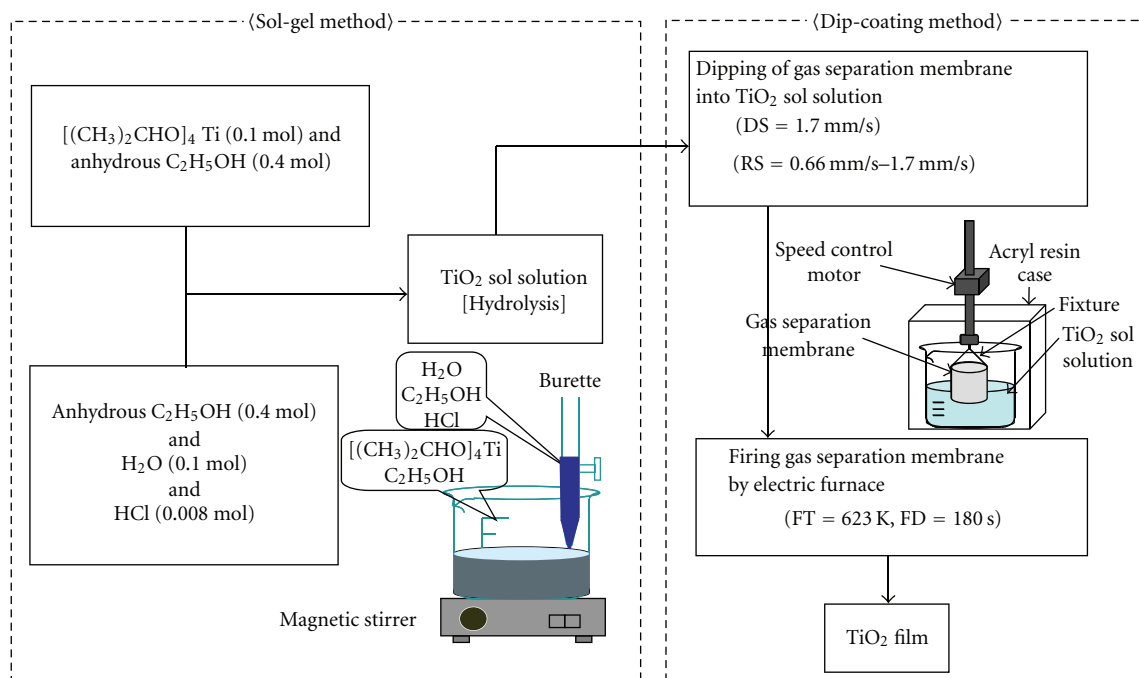 ⟨Sol-gel method⟩
[(CH₃)₂CHO]₄ Ti (0.1 mol) and
anhydrous C₂H₅OH (0.4 mol)
TiO₂ sol solution
[Hydrolysis]
Anhydrous C₂H₅OH (0.4 mol)
and
H₂O (0.1 mol)
and
HCl (0.008 mol)
H₂O
C₂H₅OH
HCl
Burette
[(CH₃)₂CHO]₄Ti
C₂H₅OH
Magnetic stirrer
⟨Dip-coating method⟩
Dipping of gas separation membrane
into TiO₂ sol solution
(DS = 1.7 mm/s)
(RS = 0.66 mm/s–1.7 mm/s)
Speed control
motor
Acryl resin
case
Gas separation
membrane
Fixture
TiO₂ sol
solution
Firing gas separation membrane
by electric furnace
(FT = 623 K, FD = 180 s)
TiO₂ film